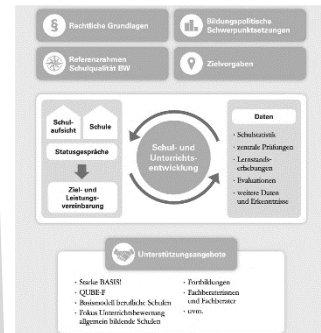 § Rechtliche Grundlagen
Bildungspolitische
Schwerpunktsetzungen
Referenzrahmen
Schulqualität BW
Zielvorgaben
Schul-
aufsicht
Schule
Statusgespräche
Ziel- und
Leistungs-
vereinbarung
Schul- und
Unterrichts-
entwicklung
Daten
· Schulstatistik
· zentrale Prüfungen
· Lernstands-
erhebungen
· Evaluationen
· weitere Daten
und Erkenntnisse
Unterstützungsangebote
· Starke BASIS!
· QUBE-F
· Basismodell berufliche Schulen
· Fokus Unterrichtsbewertung
allgemein bildende Schulen
· Fortbildungen
· Fachberaterinnen
und Fachberater
· uvm.